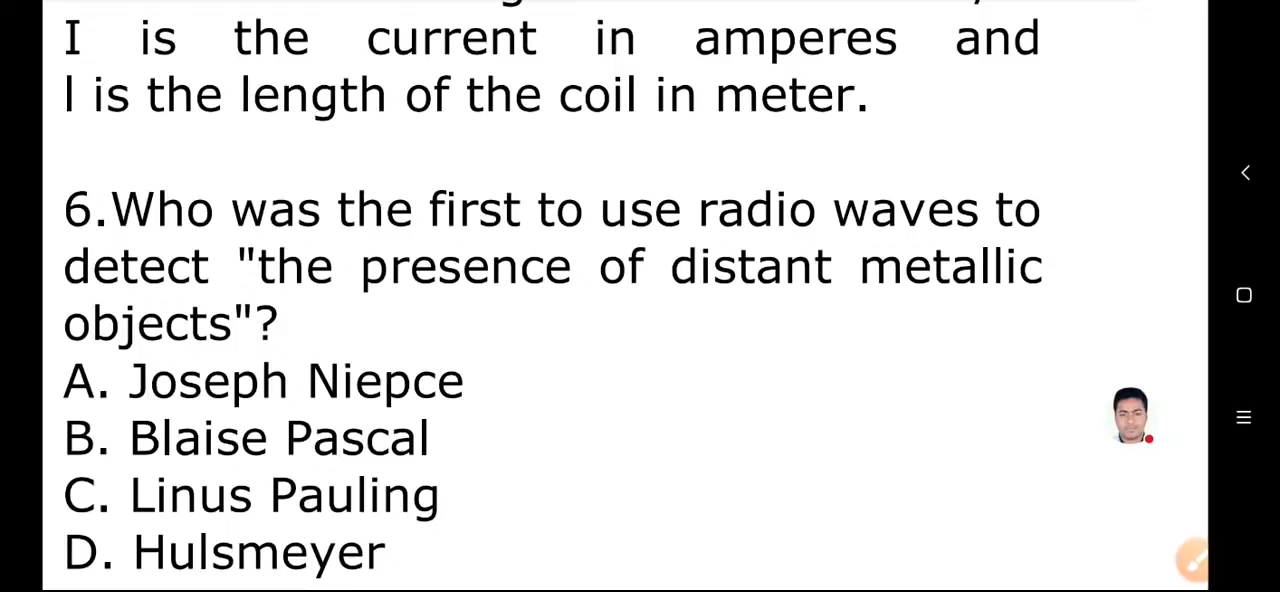 I is the current in amperes and
l is the length of the coil in meter.
6.Who was the first to use radio waves to
detect "the presence of distant metallic
objects"?
A. Joseph Niepce
B. Blaise Pascal
C. Linus Pauling
D. Hulsmeyer